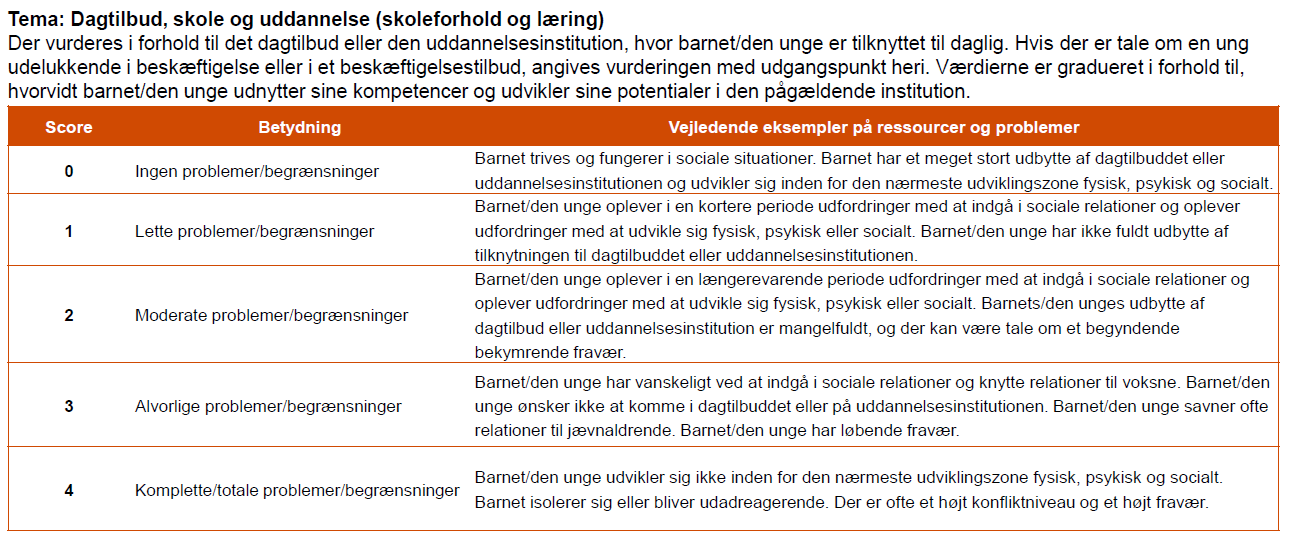 Tema: Dagtilbud, skole og uddannelse (skoleforhold og læring)
Der vurderes i forhold til det dagtilbud eller den uddannelsesinstitution, hvor barnet/den unge er tilknyttet til daglig. Hvis der er tale om en ung
udelukkende i beskæftigelse eller i et beskæftigelsestilbud, angives vurderingen med udgangspunkt heri. Værdierne er gradueret i forhold til,
hvorvidt barnet/den unge udnytter sine kompetencer og udvikler sine potentialer i den pågældende institution.
Score Betydning Vejledende eksempler på ressourcer og problemer
0 Ingen problemer/begrænsninger
Barnet trives og fungerer i sociale situationer. Barnet har et meget stort udbytte af dagtilbuddet eller
uddannelsesinstitutionen og udvikler sig inden for den nærmeste udviklingszone fysisk, psykisk og socialt.
1 Lette problemer/begrænsninger
Barnet/den unge oplever i en kortere periode udfordringer med at indgå i sociale relationer og oplever
udfordringer med at udvikle sig fysisk, psykisk eller socialt. Barnet/den unge har ikke fuldt udbytte af
tilknytningen til dagtilbuddet eller uddannelsesinstitutionen.
2 Moderate problemer/begrænsninger
Barnet/den unge oplever i en længerevarende periode udfordringer med at indgå i sociale relationer og
oplever udfordringer med at udvikle sig fysisk, psykisk eller socialt. Barnets/den unges udbytte af
dagtilbud eller uddannelsesinstitution er mangelfuldt, og der kan være tale om et begyndende
bekymrende fravær.
3 Alvorlige problemer/begrænsninger
Barnet/den unge har vanskeligt ved at indgå i sociale relationer og knytte relationer til voksne. Barnet/den
unge ønsker ikke at komme i dagtilbuddet eller på uddannelsesinstitutionen. Barnet/den unge savner ofte
relationer til jævnaldrende. Barnet/den unge har løbende fravær.
4 Komplette/totale problemer/begrænsninger
Barnet/den unge udvikler sig ikke inden for den nærmeste udviklingszone fysisk, psykisk og socialt.
Barnet isolerer sig eller bliver udadreagerende. Der er ofte et højt konfliktniveau og et højt fravær.